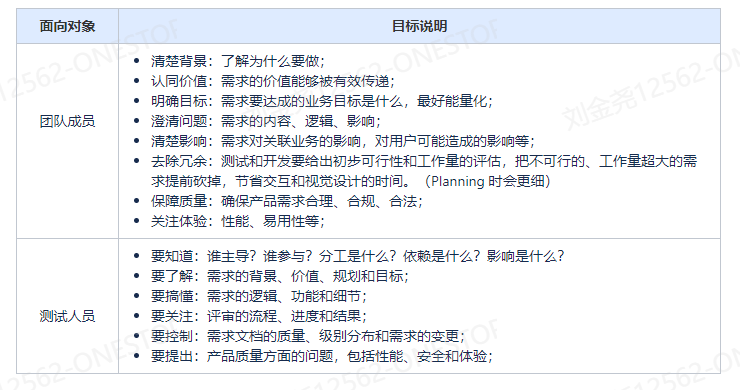 面向对象
目标说明
团队成员
清楚背景：了解为什么要做；
认同价值：需求的价值能够被有效传递；
明确目标：需求要达成的业务目标是什么，最好能量化；
澄清问题：需求的内容、逻辑、影响；
清楚影响：需求对关联业务的影响，对用户可能造成的影响等；
去除冗余：测试和开发要给出初步可行性和工作量的评估，把不可行的、工作量超大的需
求提前砍掉，节省交互和视觉设计的时间。（Planning 时会更细）
保障质量：确保产品需求合理、合规、合法；
关注体验：性能、易用性等；
测试人员
要知道：谁主导？谁参与？分工是什么？依赖是什么？影响是什么？
要了解：需求的背景、价值、规划和目标；
要搞懂：需求的逻辑、功能和细节；
要关注：评审的流程、进度和结果；
要控制：需求文档的质量、级别分布和需求的变更；
要提出：产品质量方面的问题，包括性能、安全和体验；
刘金尧12562-ONESTOR